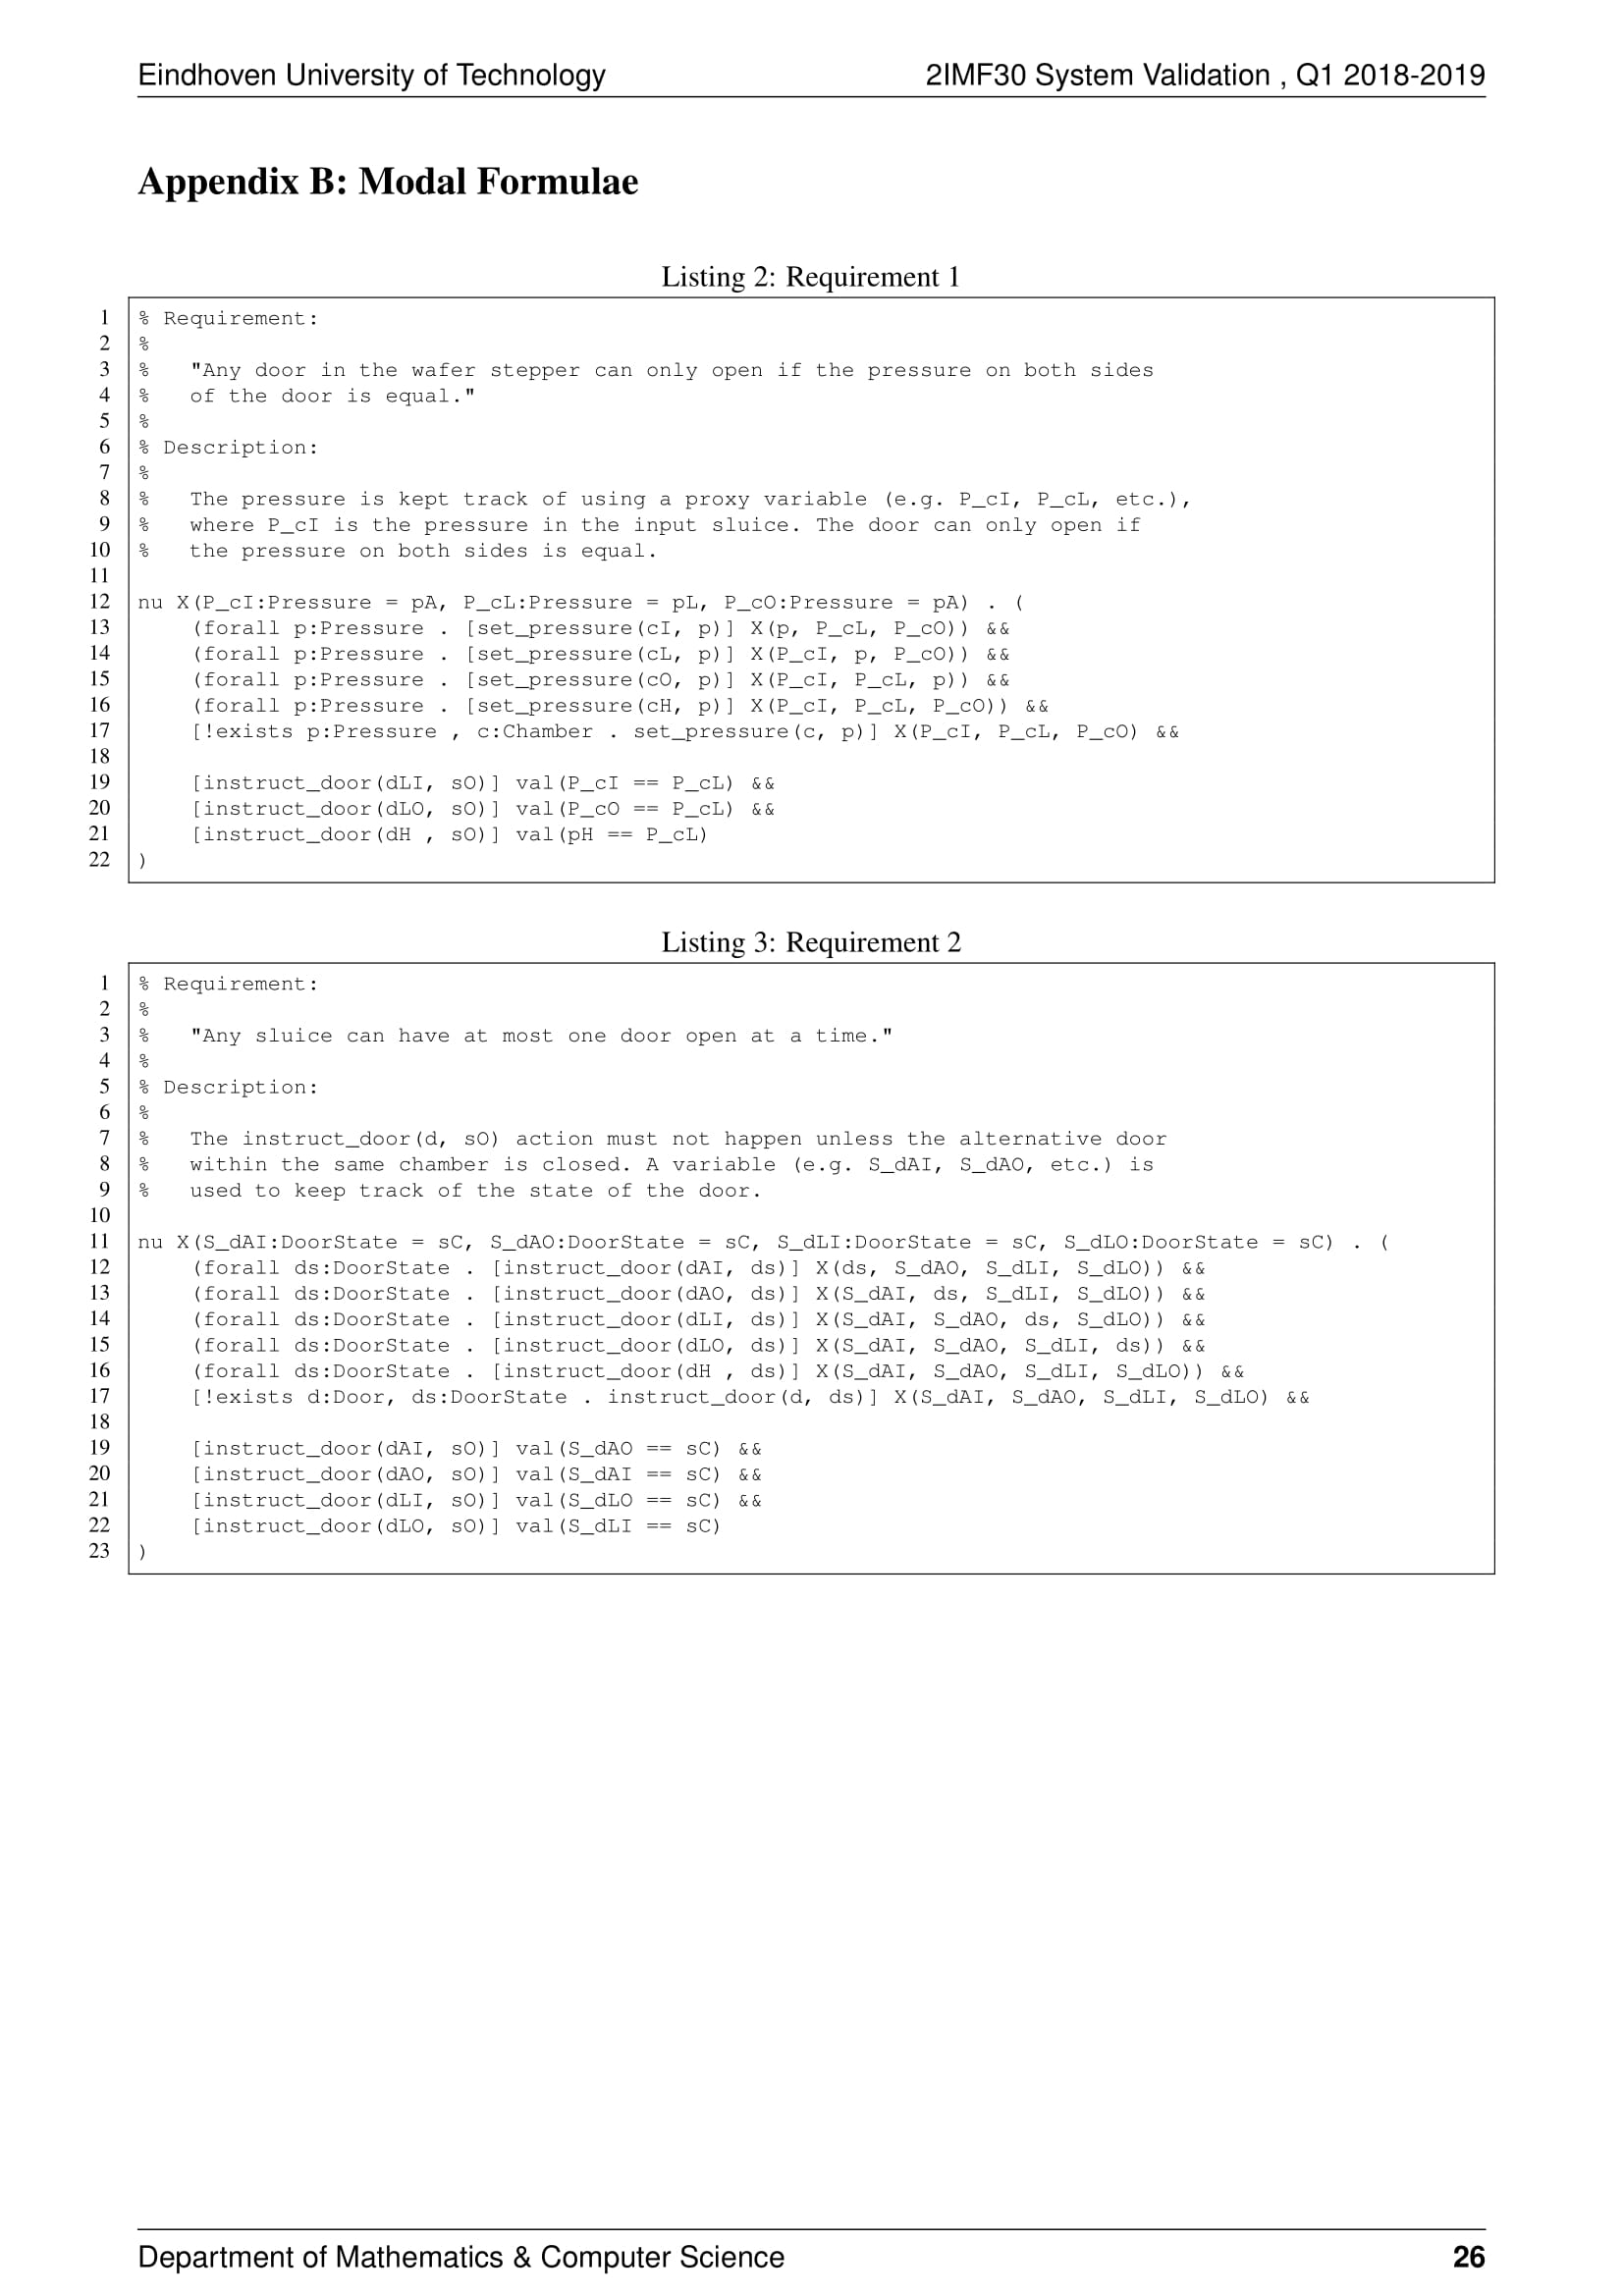 Eindhoven University of Technology 2IMF30 System Validation , Q1 2018-2019
Appendix B: Modal Formulae
Listing 2: Requirement 1
1 % Requirement:
2 %
3 %   "Any door in the wafer stepper can only open if the pressure on both sides
4 %   of the door is equal."
5 %
6 % Description:
7 %
8 %   The pressure is kept track of using a proxy variable (e.g. P_cI, P_cL, etc.),
9 %   where P_cI is the pressure in the input sluice. The door can only open if
10 %   the pressure on both sides is equal.
11
12 nu X(P_cI:Pressure = pA, P_cL:Pressure = pL, P_cO:Pressure = pA) . (
13     (forall p:Pressure . [set_pressure(cI, p)] X(p, P_cL, P_cO)) &&
14     (forall p:Pressure . [set_pressure(cL, p)] X(P_cI, p, P_cO)) &&
15     (forall p:Pressure . [set_pressure(cO, p)] X(P_cI, P_cL, p)) &&
16     (forall p:Pressure . [set_pressure(cH, p)] X(P_cI, P_cL, P_cO)) &&
17     [!exists p:Pressure , c:Chamber . set_pressure(c, p)] X(P_cI, P_cL, P_cO) &&
18
19     [instruct_door(dLI, sO)] val(P_cI == P_cL) &&
20     [instruct_door(dLO, sO)] val(P_cO == P_cL) &&
21     [instruct_door(dH , sO)] val(pH == P_cL)
22 )
Listing 3: Requirement 2
1 % Requirement:
2 %
3 %   "Any sluice can have at most one door open at a time."
4 %
5 % Description:
6 %
7 %   The instruct_door(d, sO) action must not happen unless the alternative door
8 %   within the same chamber is closed. A variable (e.g. S_dAI, S_dAO, etc.) is
9 %   used to keep track of the state of the door.
10
11 nu X(S_dAI:DoorState = sC, S_dAO:DoorState = sC, S_dLI:DoorState = sC, S_dLO:DoorState = sC) . (
12     (forall ds:DoorState . [instruct_door(dAI, ds)] X(ds, S_dAO, S_dLI, S_dLO)) &&
13     (forall ds:DoorState . [instruct_door(dAO, ds)] X(S_dAI, ds, S_dLI, S_dLO)) &&
14     (forall ds:DoorState . [instruct_door(dLI, ds)] X(S_dAI, S_dAO, ds, S_dLO)) &&
15     (forall ds:DoorState . [instruct_door(dLO, ds)] X(S_dAI, S_dAO, S_dLI, ds)) &&
16     (forall ds:DoorState . [instruct_door(dH , ds)] X(S_dAI, S_dAO, S_dLI, S_dLO)) &&
17     [!exists d:Door, ds:DoorState . instruct_door(d, ds)] X(S_dAI, S_dAO, S_dLI, S_dLO) &&
18
19     [instruct_door(dAI, sO)] val(S_dAO == sC) &&
20     [instruct_door(dAO, sO)] val(S_dAI == sC) &&
21     [instruct_door(dLI, sO)] val(S_dLO == sC) &&
22     [instruct_door(dLO, sO)] val(S_dLI == sC)
23 )
Department of Mathematics & Computer Science 26